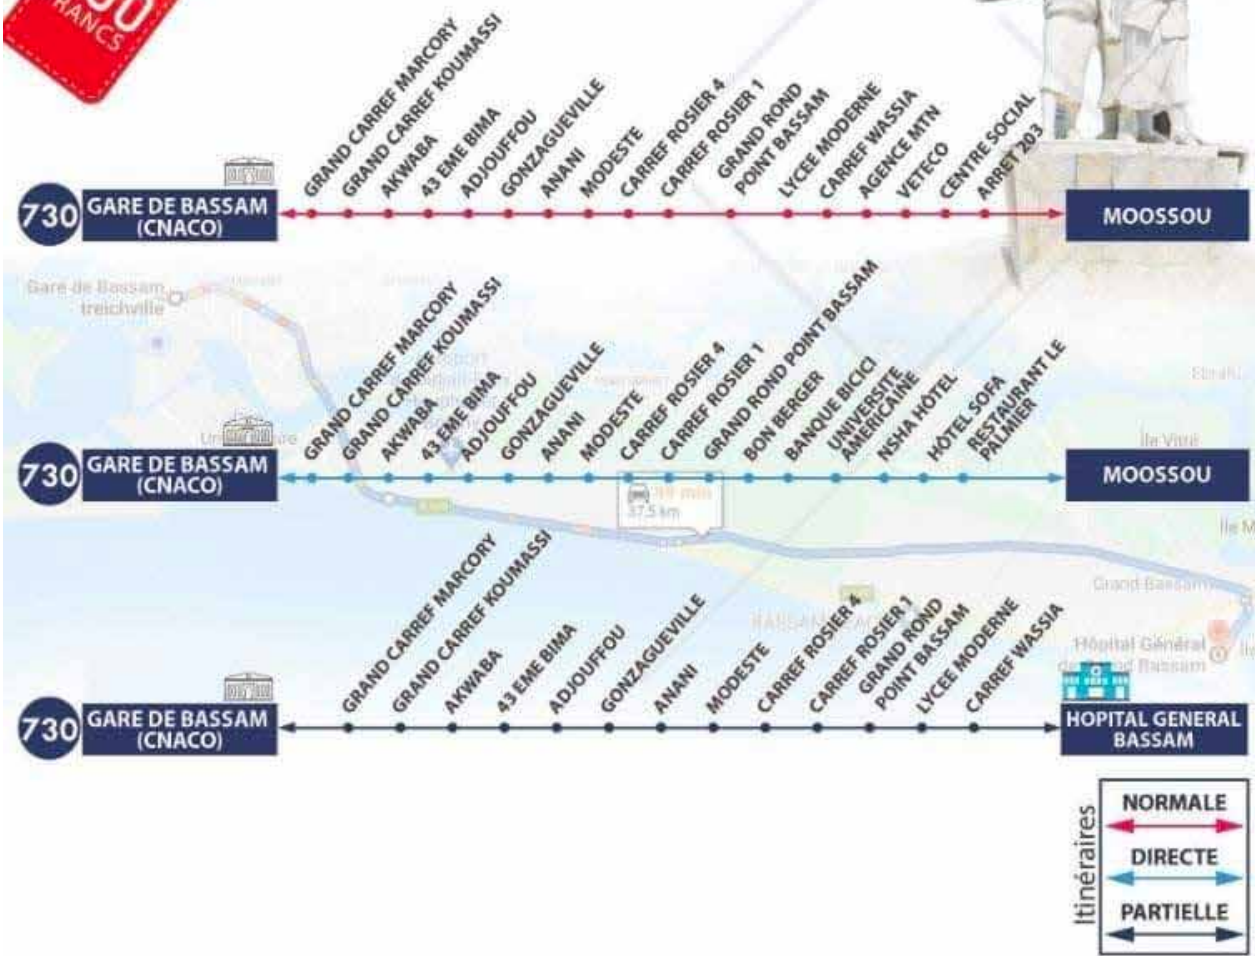 FRANCS
GRAND CARREF MARCORY
GRAND CARREF KOUMASSI
AKWABA
43 EME BIMA
ADJOUFFOU
GONZAGUEVILLE
ANANI
MODESTE
CARREF ROSIER 4
CARREF ROSIER 1
GRAND ROND
POINT BASSAM
LYCEE MODERNE
CARREF WASSIA
AGENCE MTN
VETECO
CENTRE SOCIAL
ARRET 203
730
GARE DE BASSAM
(CNACO)
MOOSSOU
Gare de Bassam
treichville
GRAND CARREF MARCORY
GRAND CARREF KOUMASSI
AKWABA
43 EME BIMA
ADJOUFFOU
GONZAGUEVILLE
ANANI
MODESTE
CARREF ROSIER 4
CARREF ROSIER 1
GRAND ROND POINT BASSAM
BON BERGER
BANQUE BICICI
UNIVERSITE
AMERICAINE
NSHA HÔTEL
HÔTEL SOFA
RESTAURANT LE
PALMIER
Île Vitré
730
GARE DE BASSAM
(CNACO)
MOOSSOU
37,5 km
Île M
GRAND CARREF MARCORY
GRAND CARREF KOUMASSI
AKWABA
43 EME BIMA
ADJOUFFOU
GONZAGUEVILLE
ANANI
MODESTE
CARREF ROSIER 4
CARREF ROSIER 1
GRAND ROND
POINT BASSAM
LYCEE MODERNE
CARREF WASSIA
Grand Bassam
Hôpital Général
de Grand Bassam
730
GARE DE BASSAM
(CNACO)
HOPITAL GENERAL
BASSAM
Itinéraires
NORMALE
DIRECTE
PARTIELLE